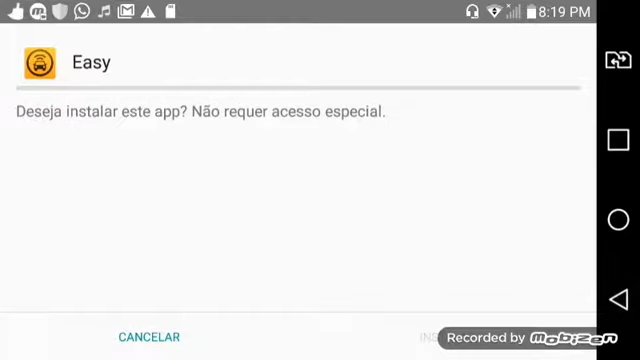 8:19 PM
Easy
Deseja instalar este app? Não requer acesso especial.
CANCELAR
Recorded by mobizen